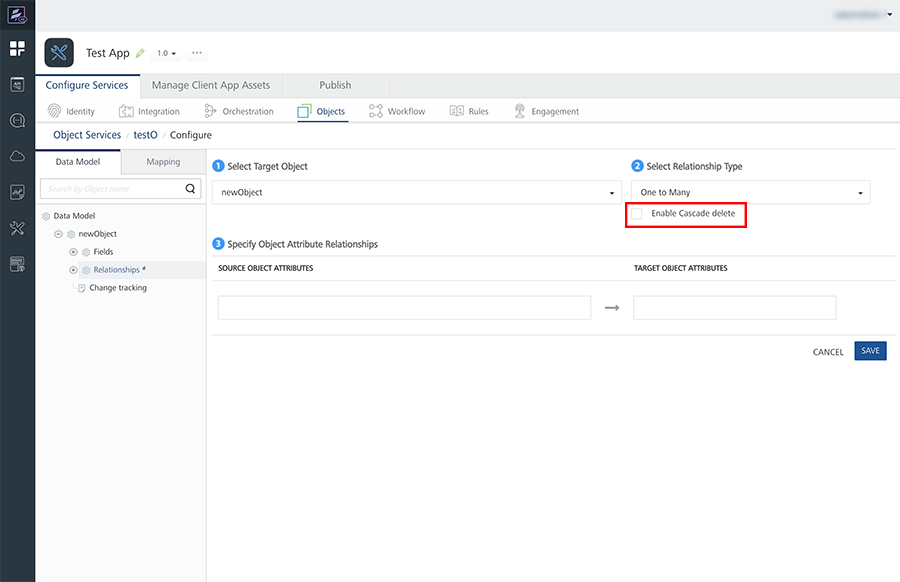 Test App 1.0
Configure Services Manage Client App Assets Publish
Identity Integration Orchestration Objects Workflow Rules Engagement
Object Services / testO / Configure
Data Model Mapping
Search by Object name
Data Model
newObject
Fields
Relationships *
Change tracking
1 Select Target Object
newObject
2 Select Relationship Type
One to Many
Enable Cascade delete
3 Specify Object Attribute Relationships
SOURCE OBJECT ATTRIBUTES TARGET OBJECT ATTRIBUTES
CANCEL SAVE